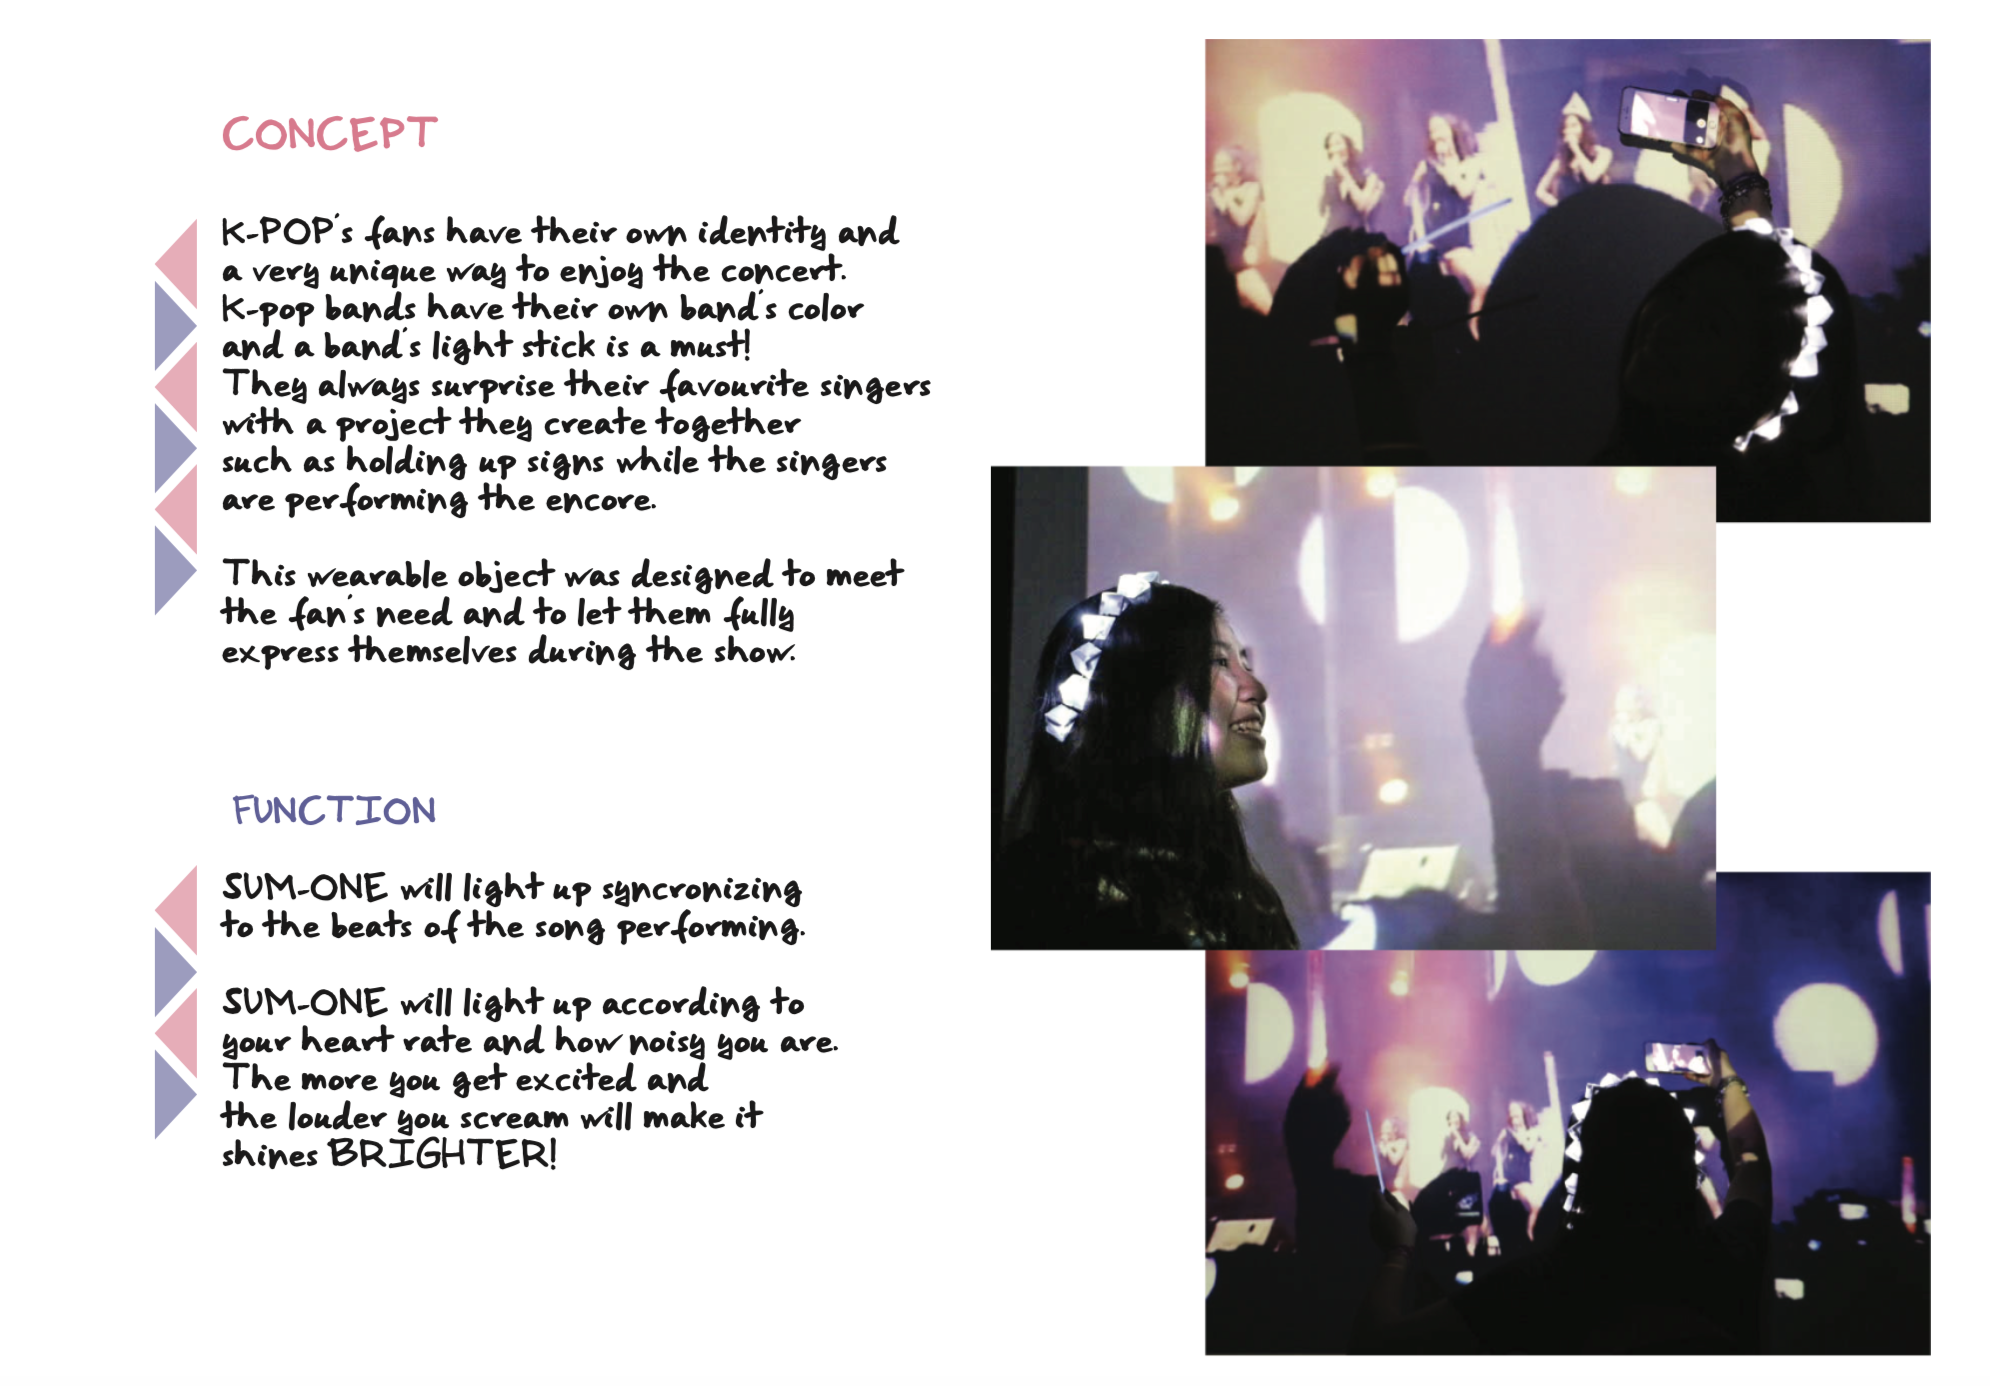 CONCEPT
K-POP's fans have their own identity and
a very unique way to enjoy the concert.
K-pop bands have their own band's color
and a band's light stick is a must!
They always surprise their favourite singers
with a project they create together
such as holding up signs while the singers
are performing the encore.
This wearable object was designed to meet
the fan's need and to let them fully
express themselves during the show.
FUNCTION
SUM-ONE will light up syncronizing
to the beats of the song performing.
SUM-ONE will light up according to
your heart rate and how noisy you are.
The more you get excited and
the louder you scream will make it
shines BRIGHTER!